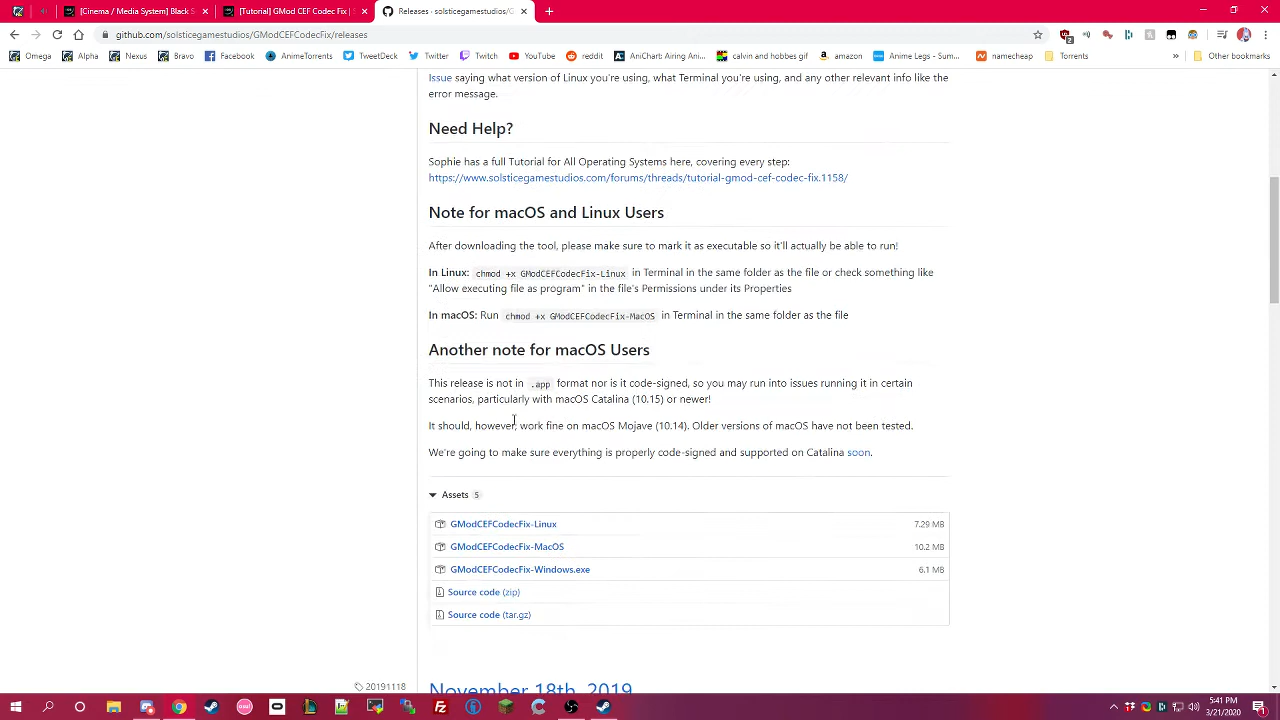 [Cinema / Media System] Black S
[Tutorial] GMod CEF Codec Fix | S
Releases · solsticegamestudios/G
github.com/solsticegamestudios/GModCEFCodecFix/releases
Omega
Alpha
Nexus
Bravo
Facebook
AnimeTorrents
TweetDeck
Twitter
Twitch
YouTube
reddit
AniChart: Airing Ani...
calvin and hobbes gif
amazon
Anime Legs - Sum...
namecheap
Torrents
»
Other bookmarks
Issue saying what version of Linux you're using, what Terminal you're using, and any other relevant info like the
error message.
Need Help?
Sophie has a full Tutorial for All Operating Systems here, covering every step:
https://www.solsticegamestudios.com/forums/threads/tutorial-gmod-cef-codec-fix.1158/
Note for macOS and Linux Users
After downloading the tool, please make sure to mark it as executable so it'll actually be able to run!
In Linux: chmod +x GModCEFCodecFix-Linux in Terminal in the same folder as the file or check something like
"Allow executing file as program" in the file's Permissions under its Properties
In macOS: Run chmod +x GModCEFCodecFix-MacOS in Terminal in the same folder as the file
Another note for macOS Users
This release is not in .app format nor is it code-signed, so you may run into issues running it in certain
scenarios, particularly with macOS Catalina (10.15) or newer!
It should, however, work fine on macOS Mojave (10.14). Older versions of macOS have not been tested.
We're going to make sure everything is properly code-signed and supported on Catalina soon.
Assets 5
GModCEFCodecFix-Linux 7.29 MB
GModCEFCodecFix-MacOS 10.2 MB
GModCEFCodecFix-Windows.exe 6.1 MB
Source code (zip)
Source code (tar.gz)
20191118
November 18th, 2019
5:41 PM
3/21/2020